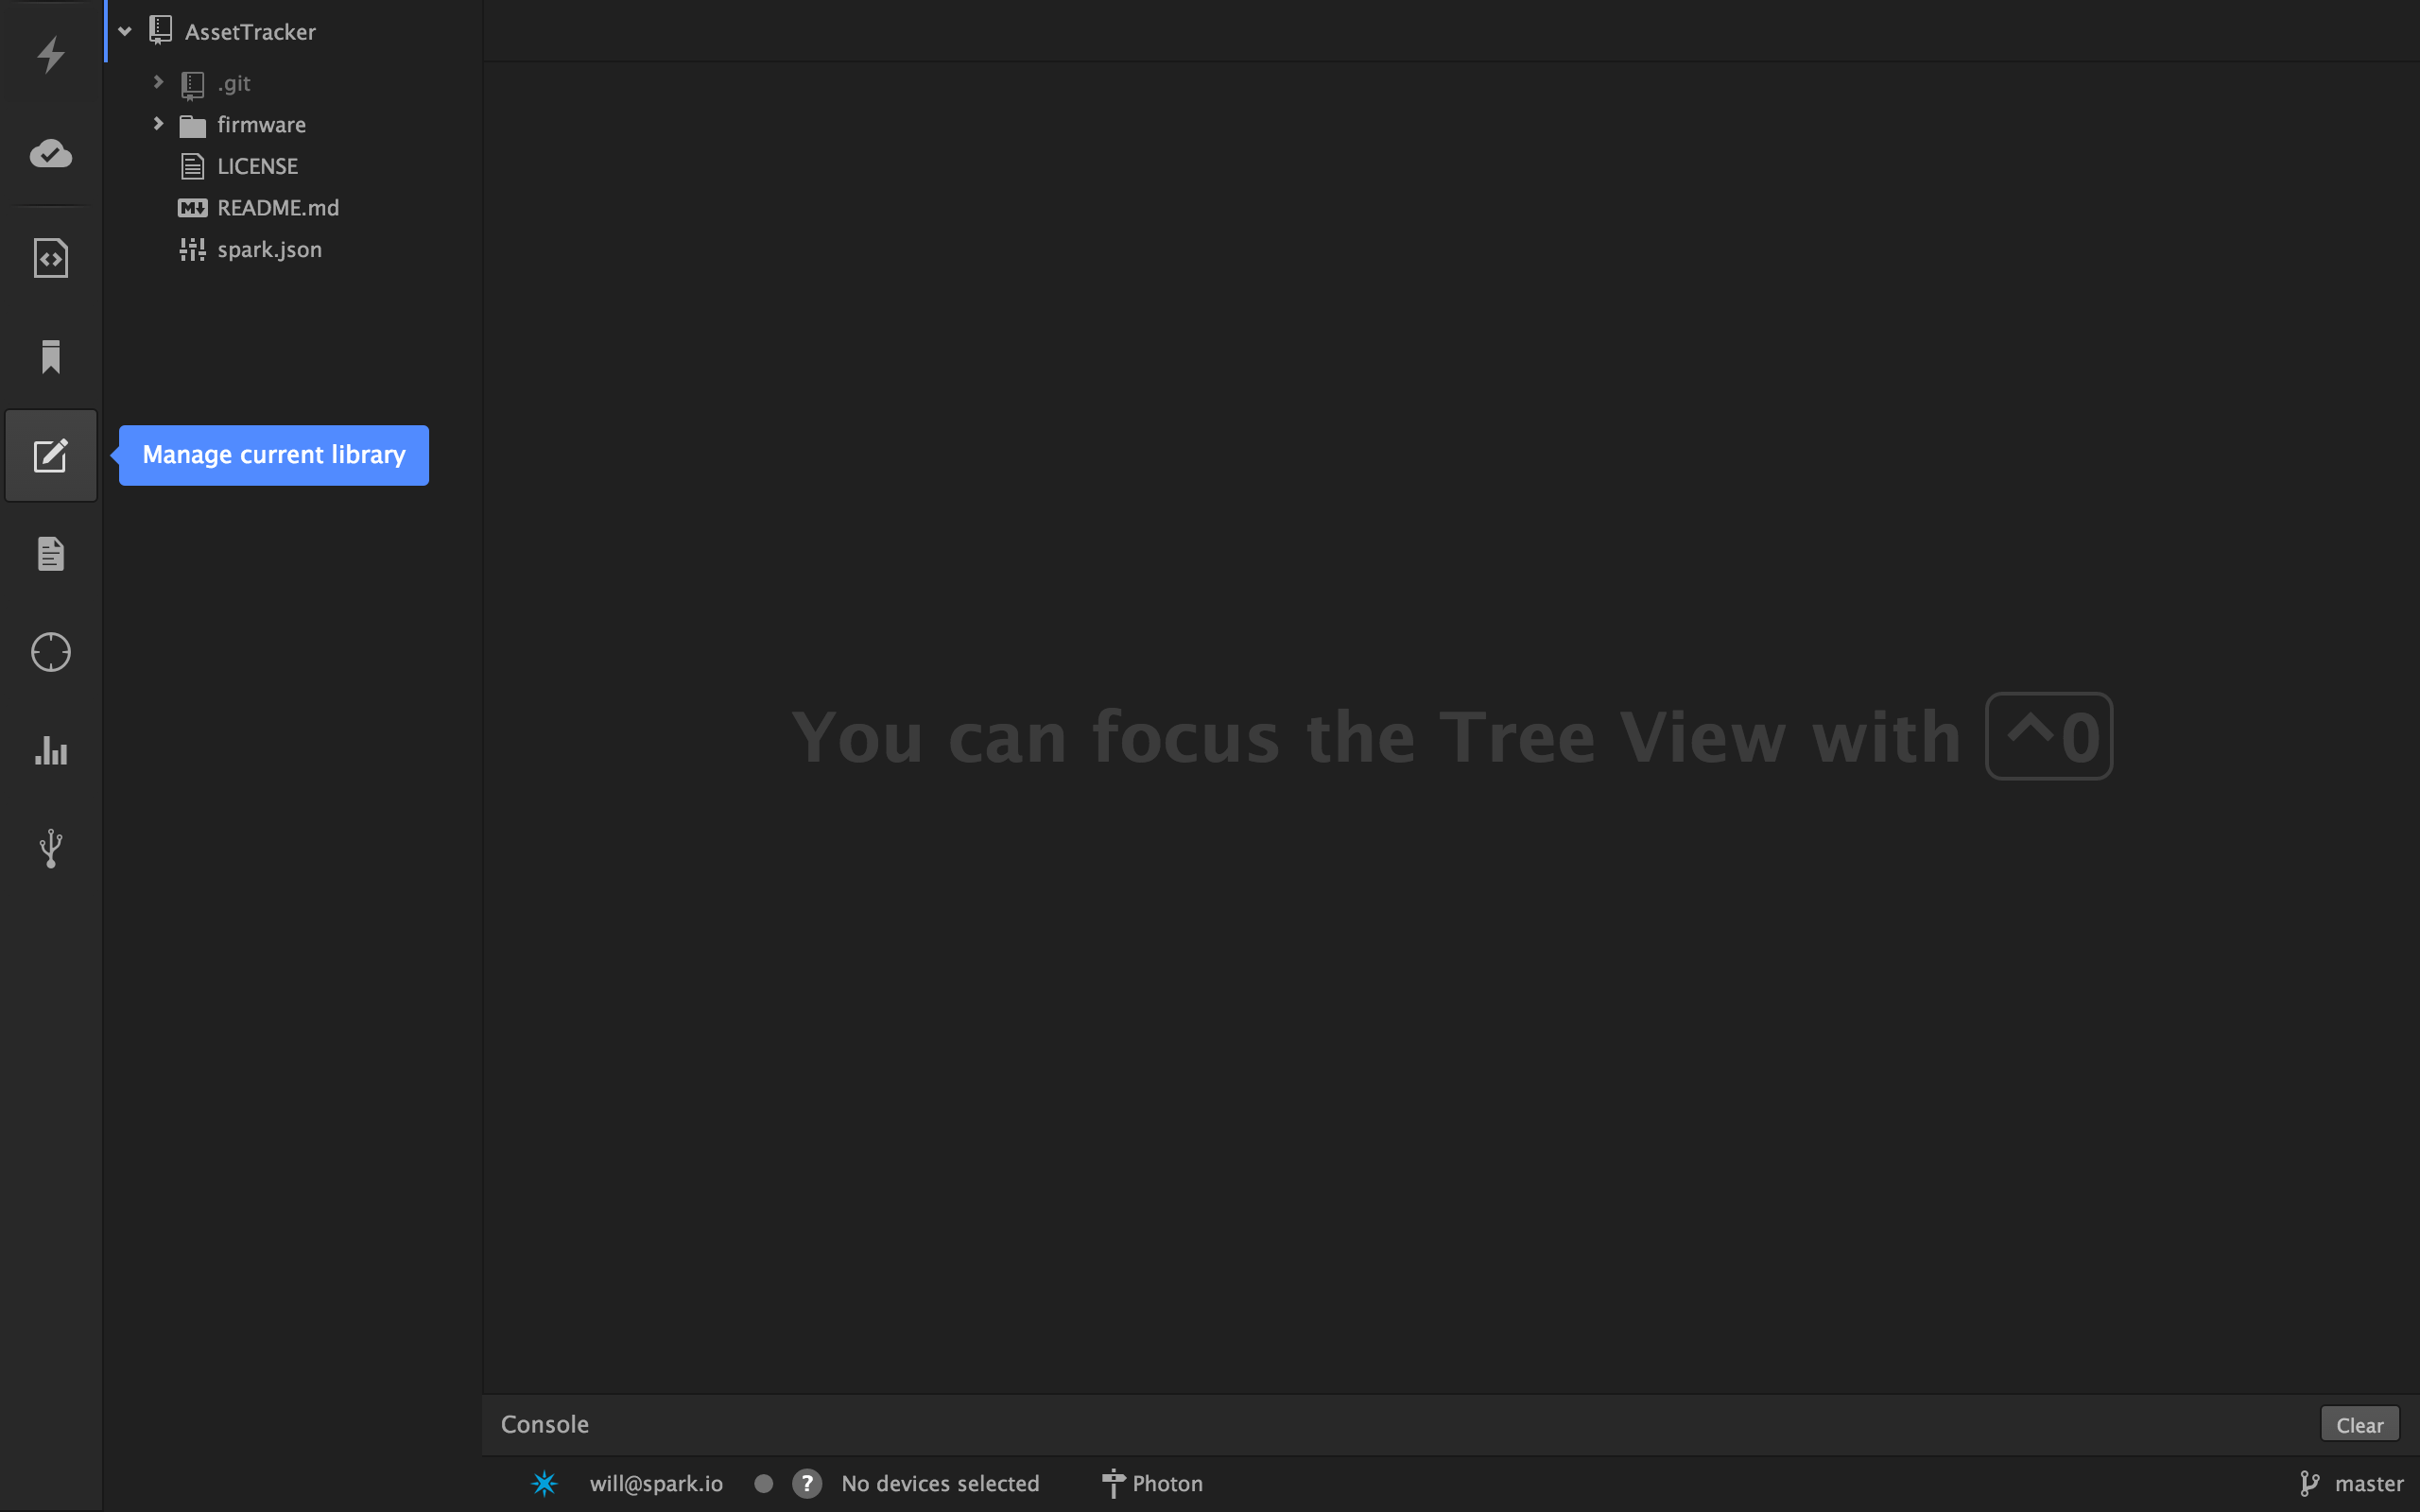 AssetTracker
.git
firmware
LICENSE
README.md
spark.json
Manage current library
You can focus the Tree View with ^0
Console
Clear
will@spark.io ? No devices selected Photon master